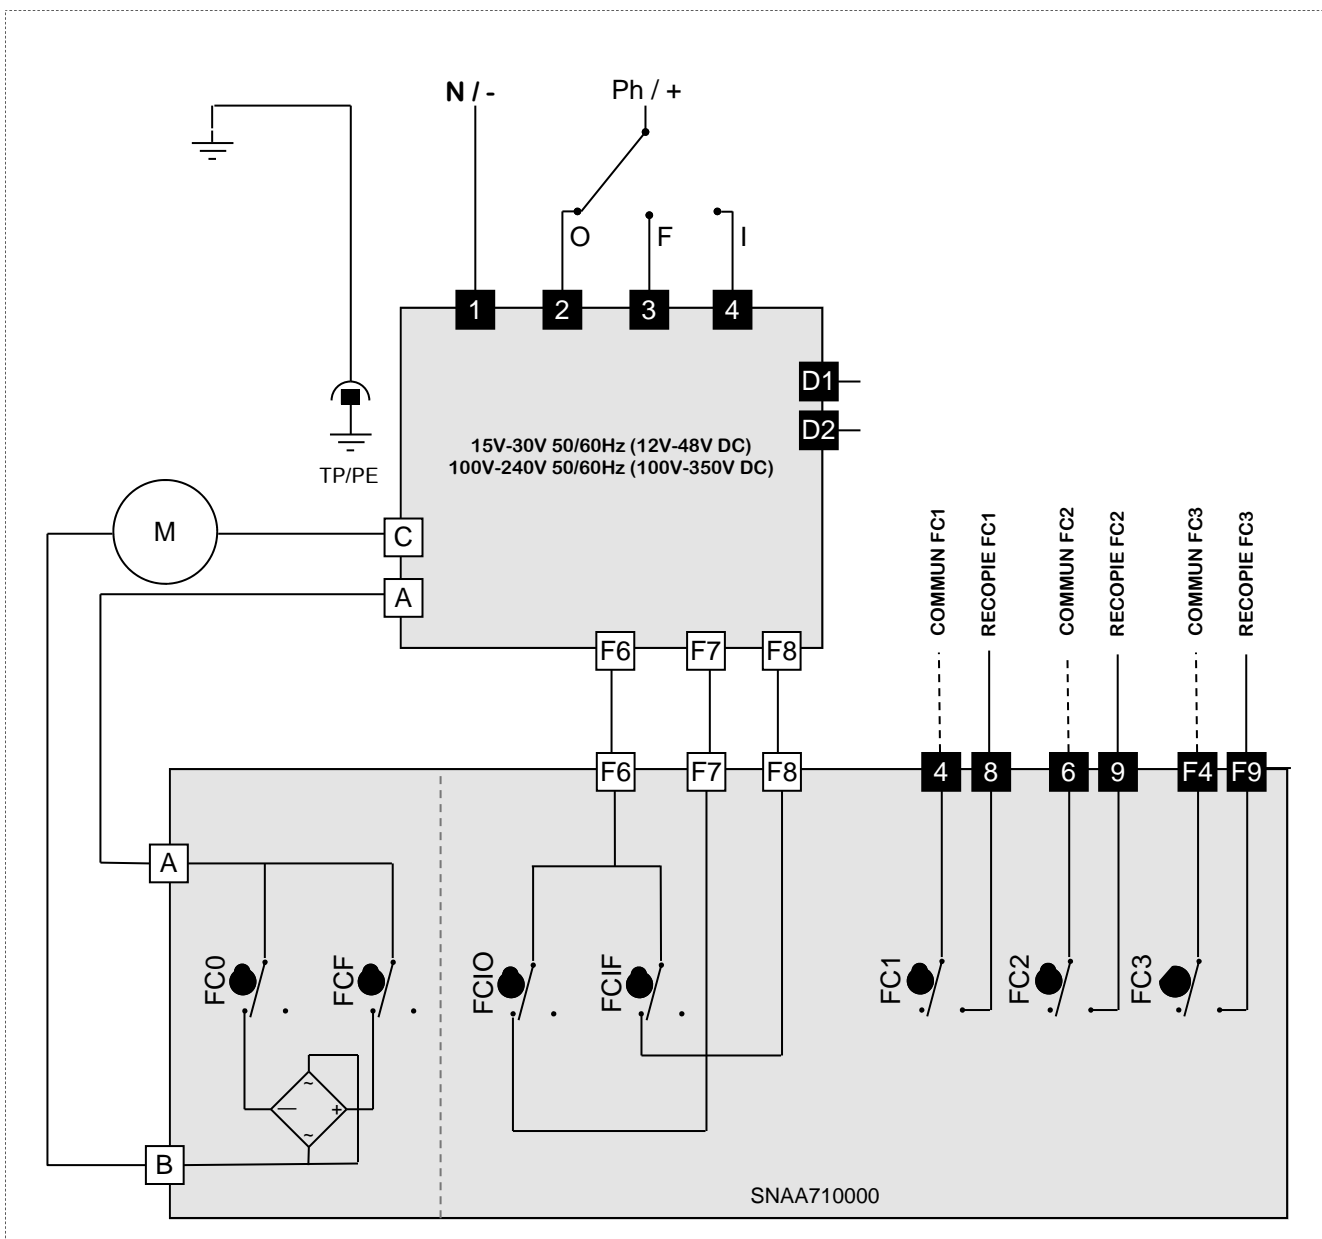 N / -
Ph / +
O
F
I
1
2
3
4
D1
D2
15V-30V 50/60Hz (12V-48V DC)
100V-240V 50/60Hz (100V-350V DC)
TP/PE
M
C
A
F6
F7
F8
COMMUN FC1
RECOPIE FC1
COMMUN FC2
RECOPIE FC2
COMMUN FC3
RECOPIE FC3
F6
F7
F8
4
8
6
9
F4
F9
A
FC0
FCF
FCIO
FCIF
FC1
FC2
FC3
~
— +
~
B
SNAA710000